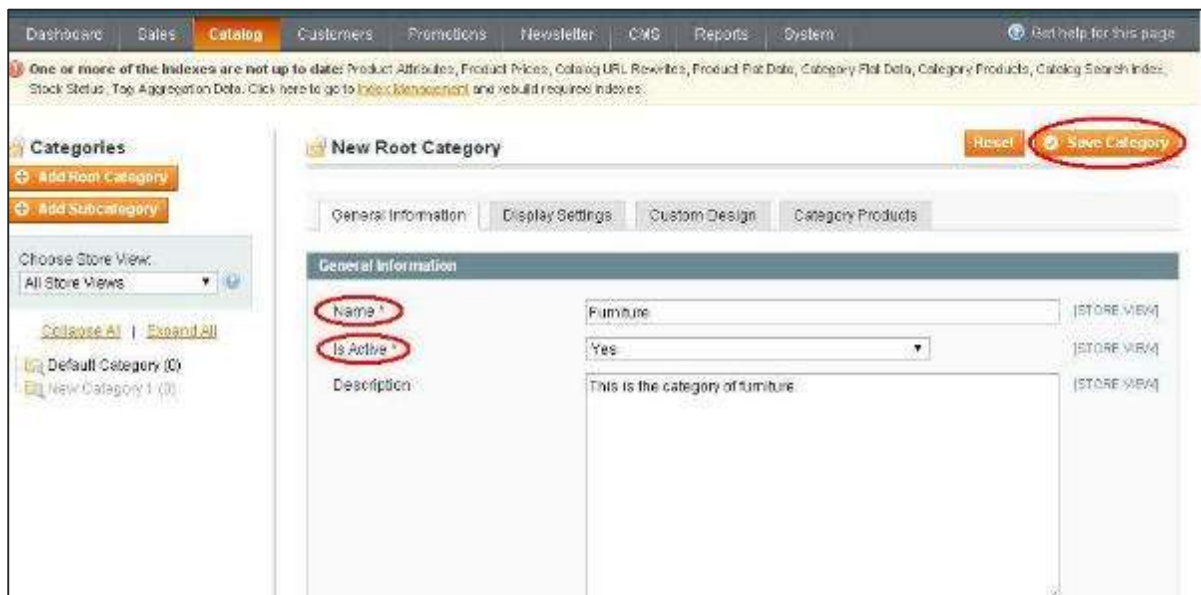 Dashboard Sales Catalog Customers Promotions Newsletter CMS Reports System Get help for this page
One or more of the Indexes are not up to date: Product Attributes, Product Prices, Catalog URL Rewrites, Product Flat Data, Category Flat Data, Category Products, Catalog Search Index,
Stock Status, Tag Aggregation Data. Click here to go to Index Management and rebuild required indexes.
Categories
Add Root Category
Add Subcategory
Choose Store View:
All Store Views
Collapse All | Expand All
Default Category (0)
New Category 1 (0)
New Root Category
Reset Save Category
General Information Display Settings Custom Design Category Products
General Information
Name * Furniture [STORE VIEW]
Is Active * Yes [STORE VIEW]
Description This is the category of furniture [STORE VIEW]